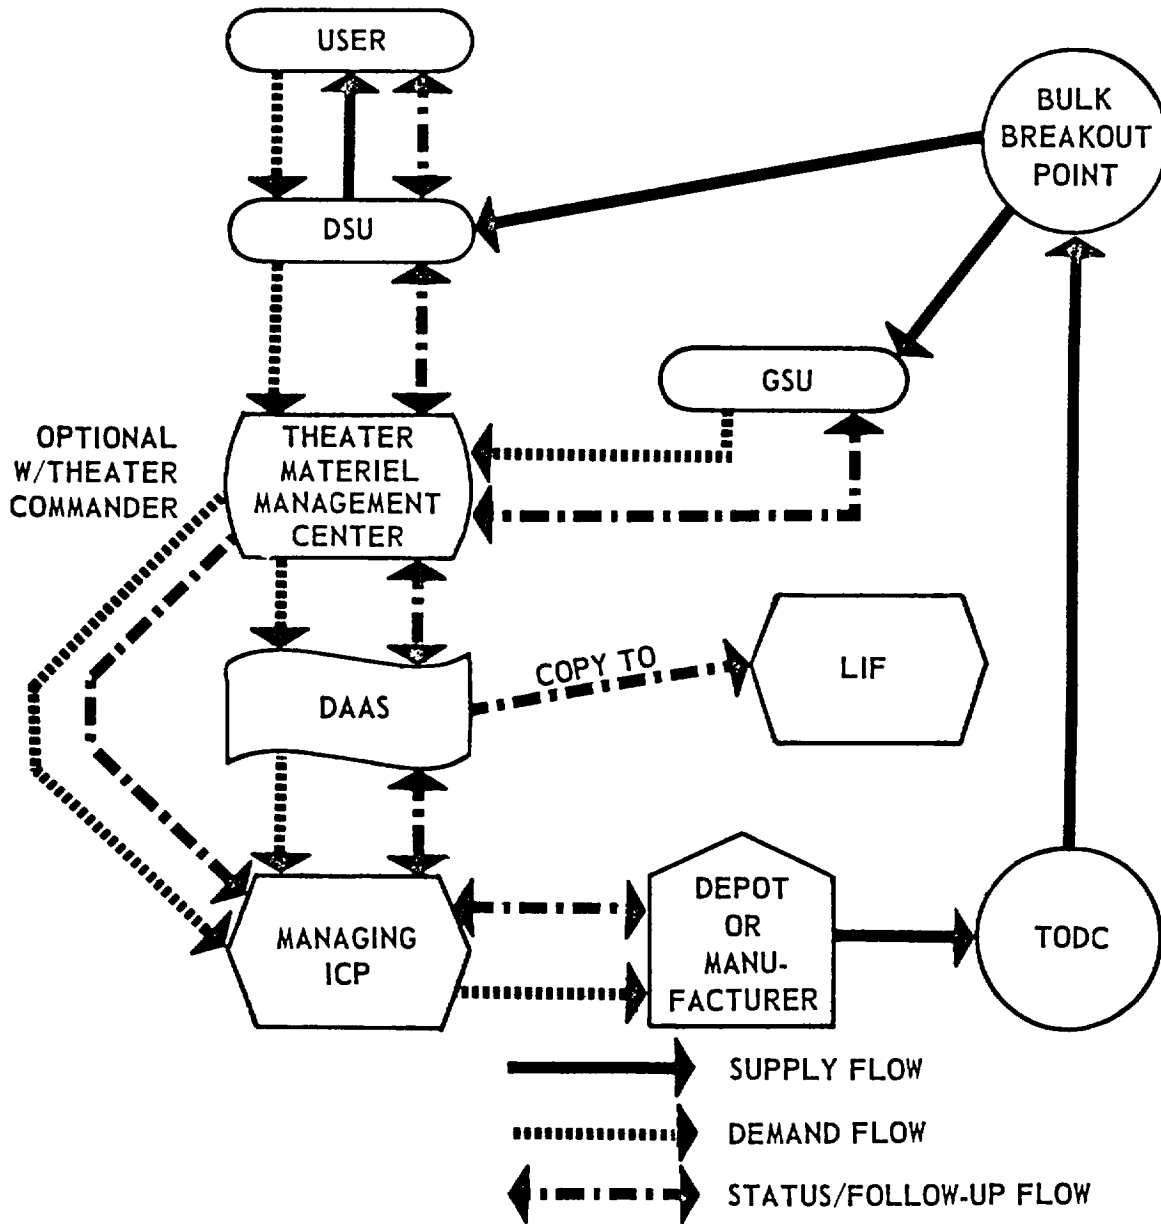 USER
BULK
BREAKOUT
POINT
DSU
GSU
OPTIONAL
W/THEATER
COMMANDER
THEATER
MATERIEL
MANAGEMENT
CENTER
COPY TO
LIF
DAAS
MANAGING
ICP
DEPOT
OR
MANU-
FACTURER
TODC
SUPPLY FLOW
DEMAND FLOW
STATUS/FOLLOW-UP FLOW